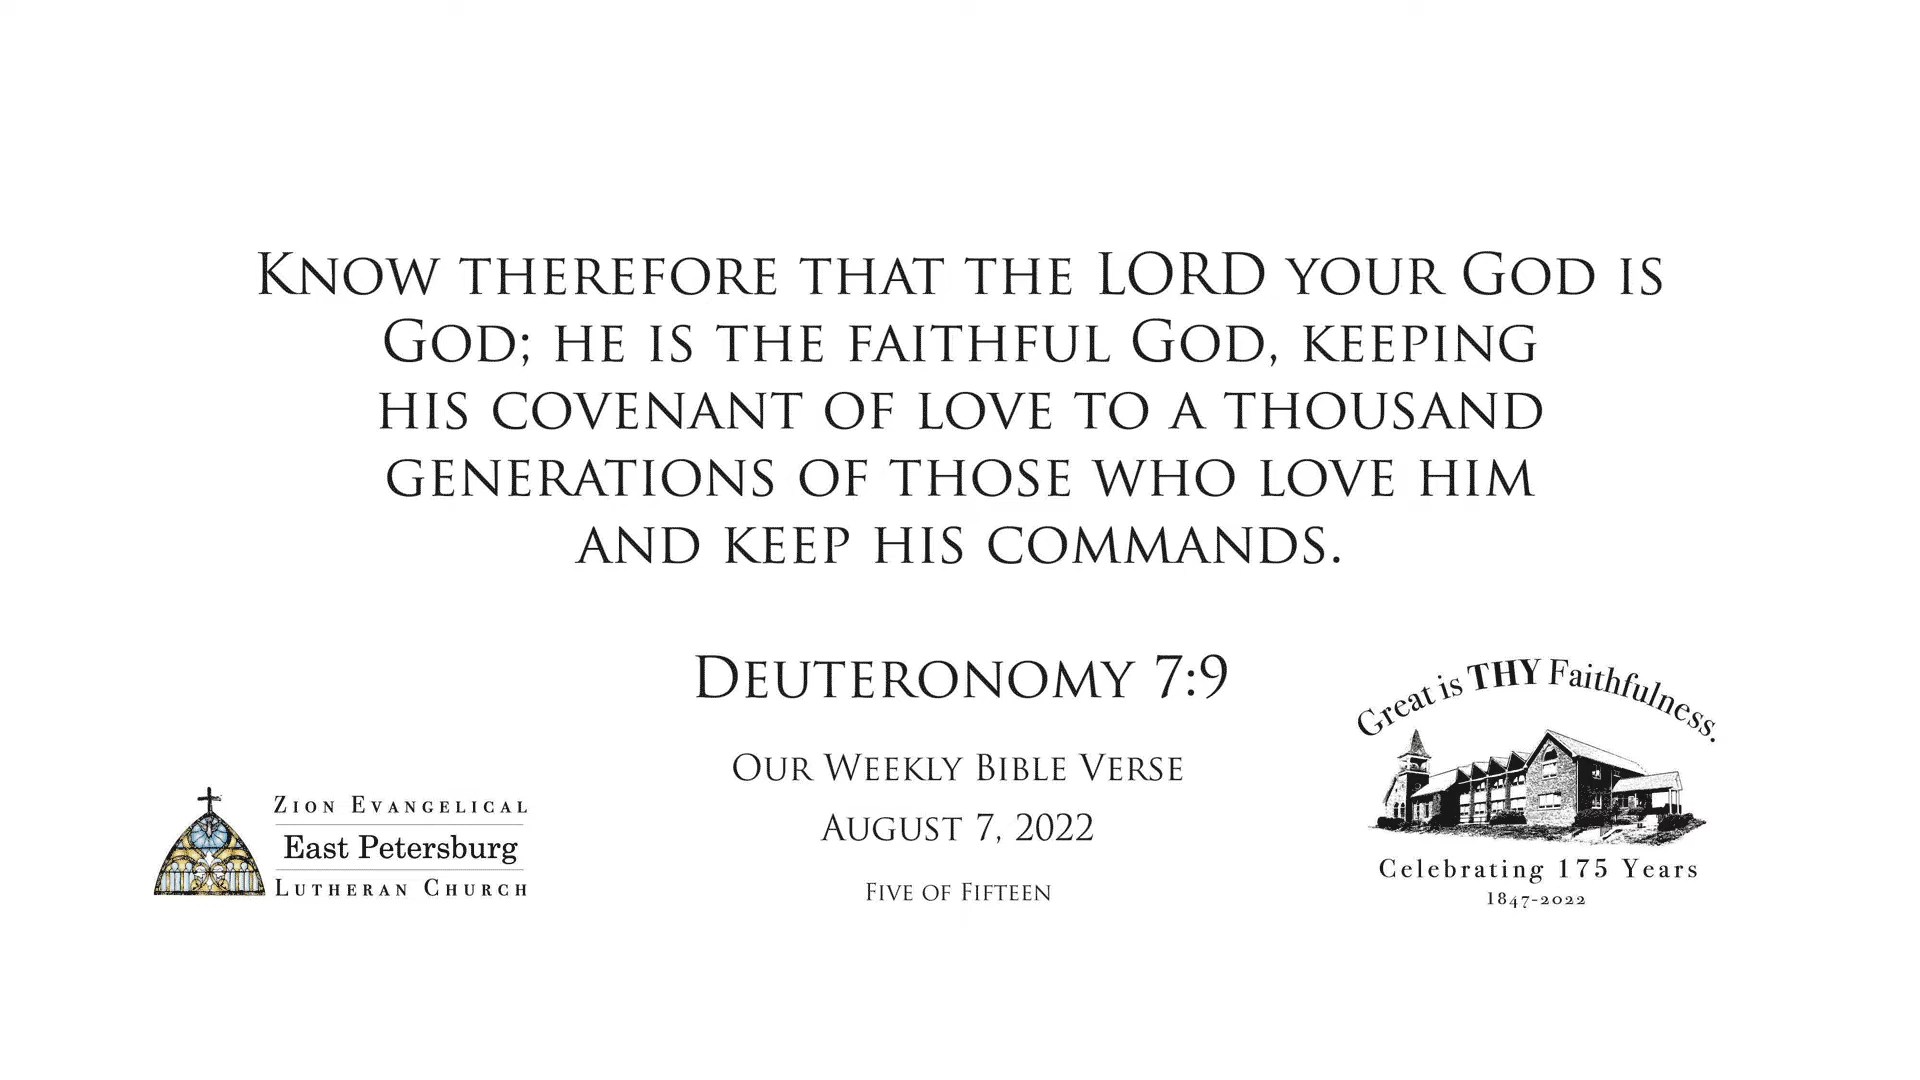 Know therefore that the LORD your God is
God; he is the faithful God, keeping
his covenant of love to a thousand
generations of those who love him
and keep his commands.
Deuteronomy 7:9
Our Weekly Bible Verse
August 7, 2022
Five of Fifteen
Zion Evangelical
East Petersburg
Lutheran Church
Great is THY Faithfulness.
Celebrating 175 Years
1847-2022